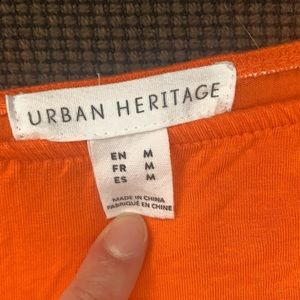 URBAN HERITAGE
EN M
FR M
ES M
MADE IN CHINA
FABRIQUÉ EN CHINE